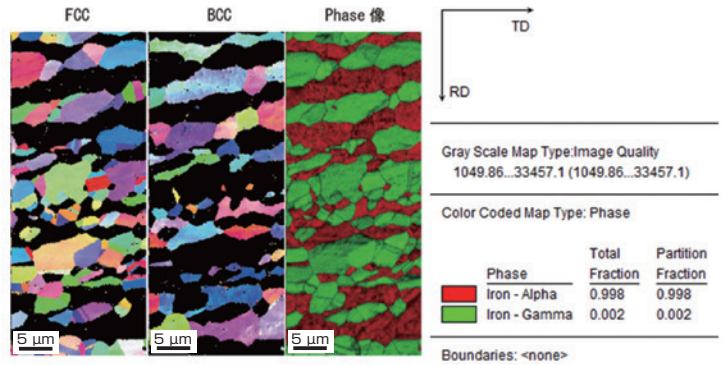 FCC
BCC
Phase 像
TD
RD
Gray Scale Map Type:Image Quality
1049.86...33457.1 (1049.86...33457.1)
Color Coded Map Type: Phase
Total Partition
Phase Fraction Fraction
Iron - Alpha 0.998 0.998
Iron - Gamma 0.002 0.002
Boundaries: <none>
5 µm
5 µm
5 µm